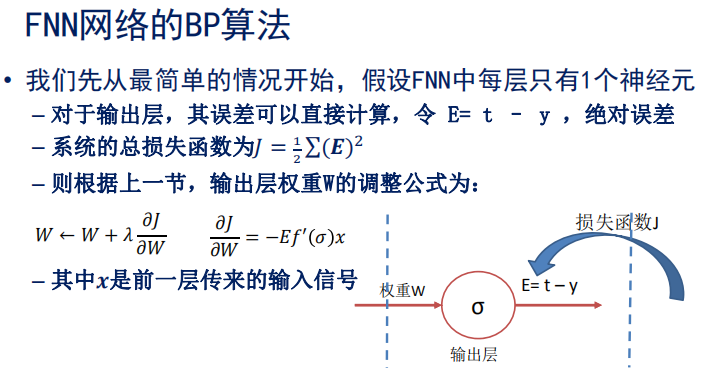 FNN网络的BP算法
• 我们先从最简单的情况开始，假设FNN中每层只有1个神经元
– 对于输出层，其误差可以直接计算，令 E= t - y ，绝对误差
– 系统的总损失函数为J = ½∑(E)²
– 则根据上一节，输出层权重W的调整公式为：
W ← W + λ ∂J/∂W    ∂J/∂W = −Ef′(σ)x
– 其中x是前一层传来的输入信号
损失函数J
权重W
E= t – y
σ
输出层